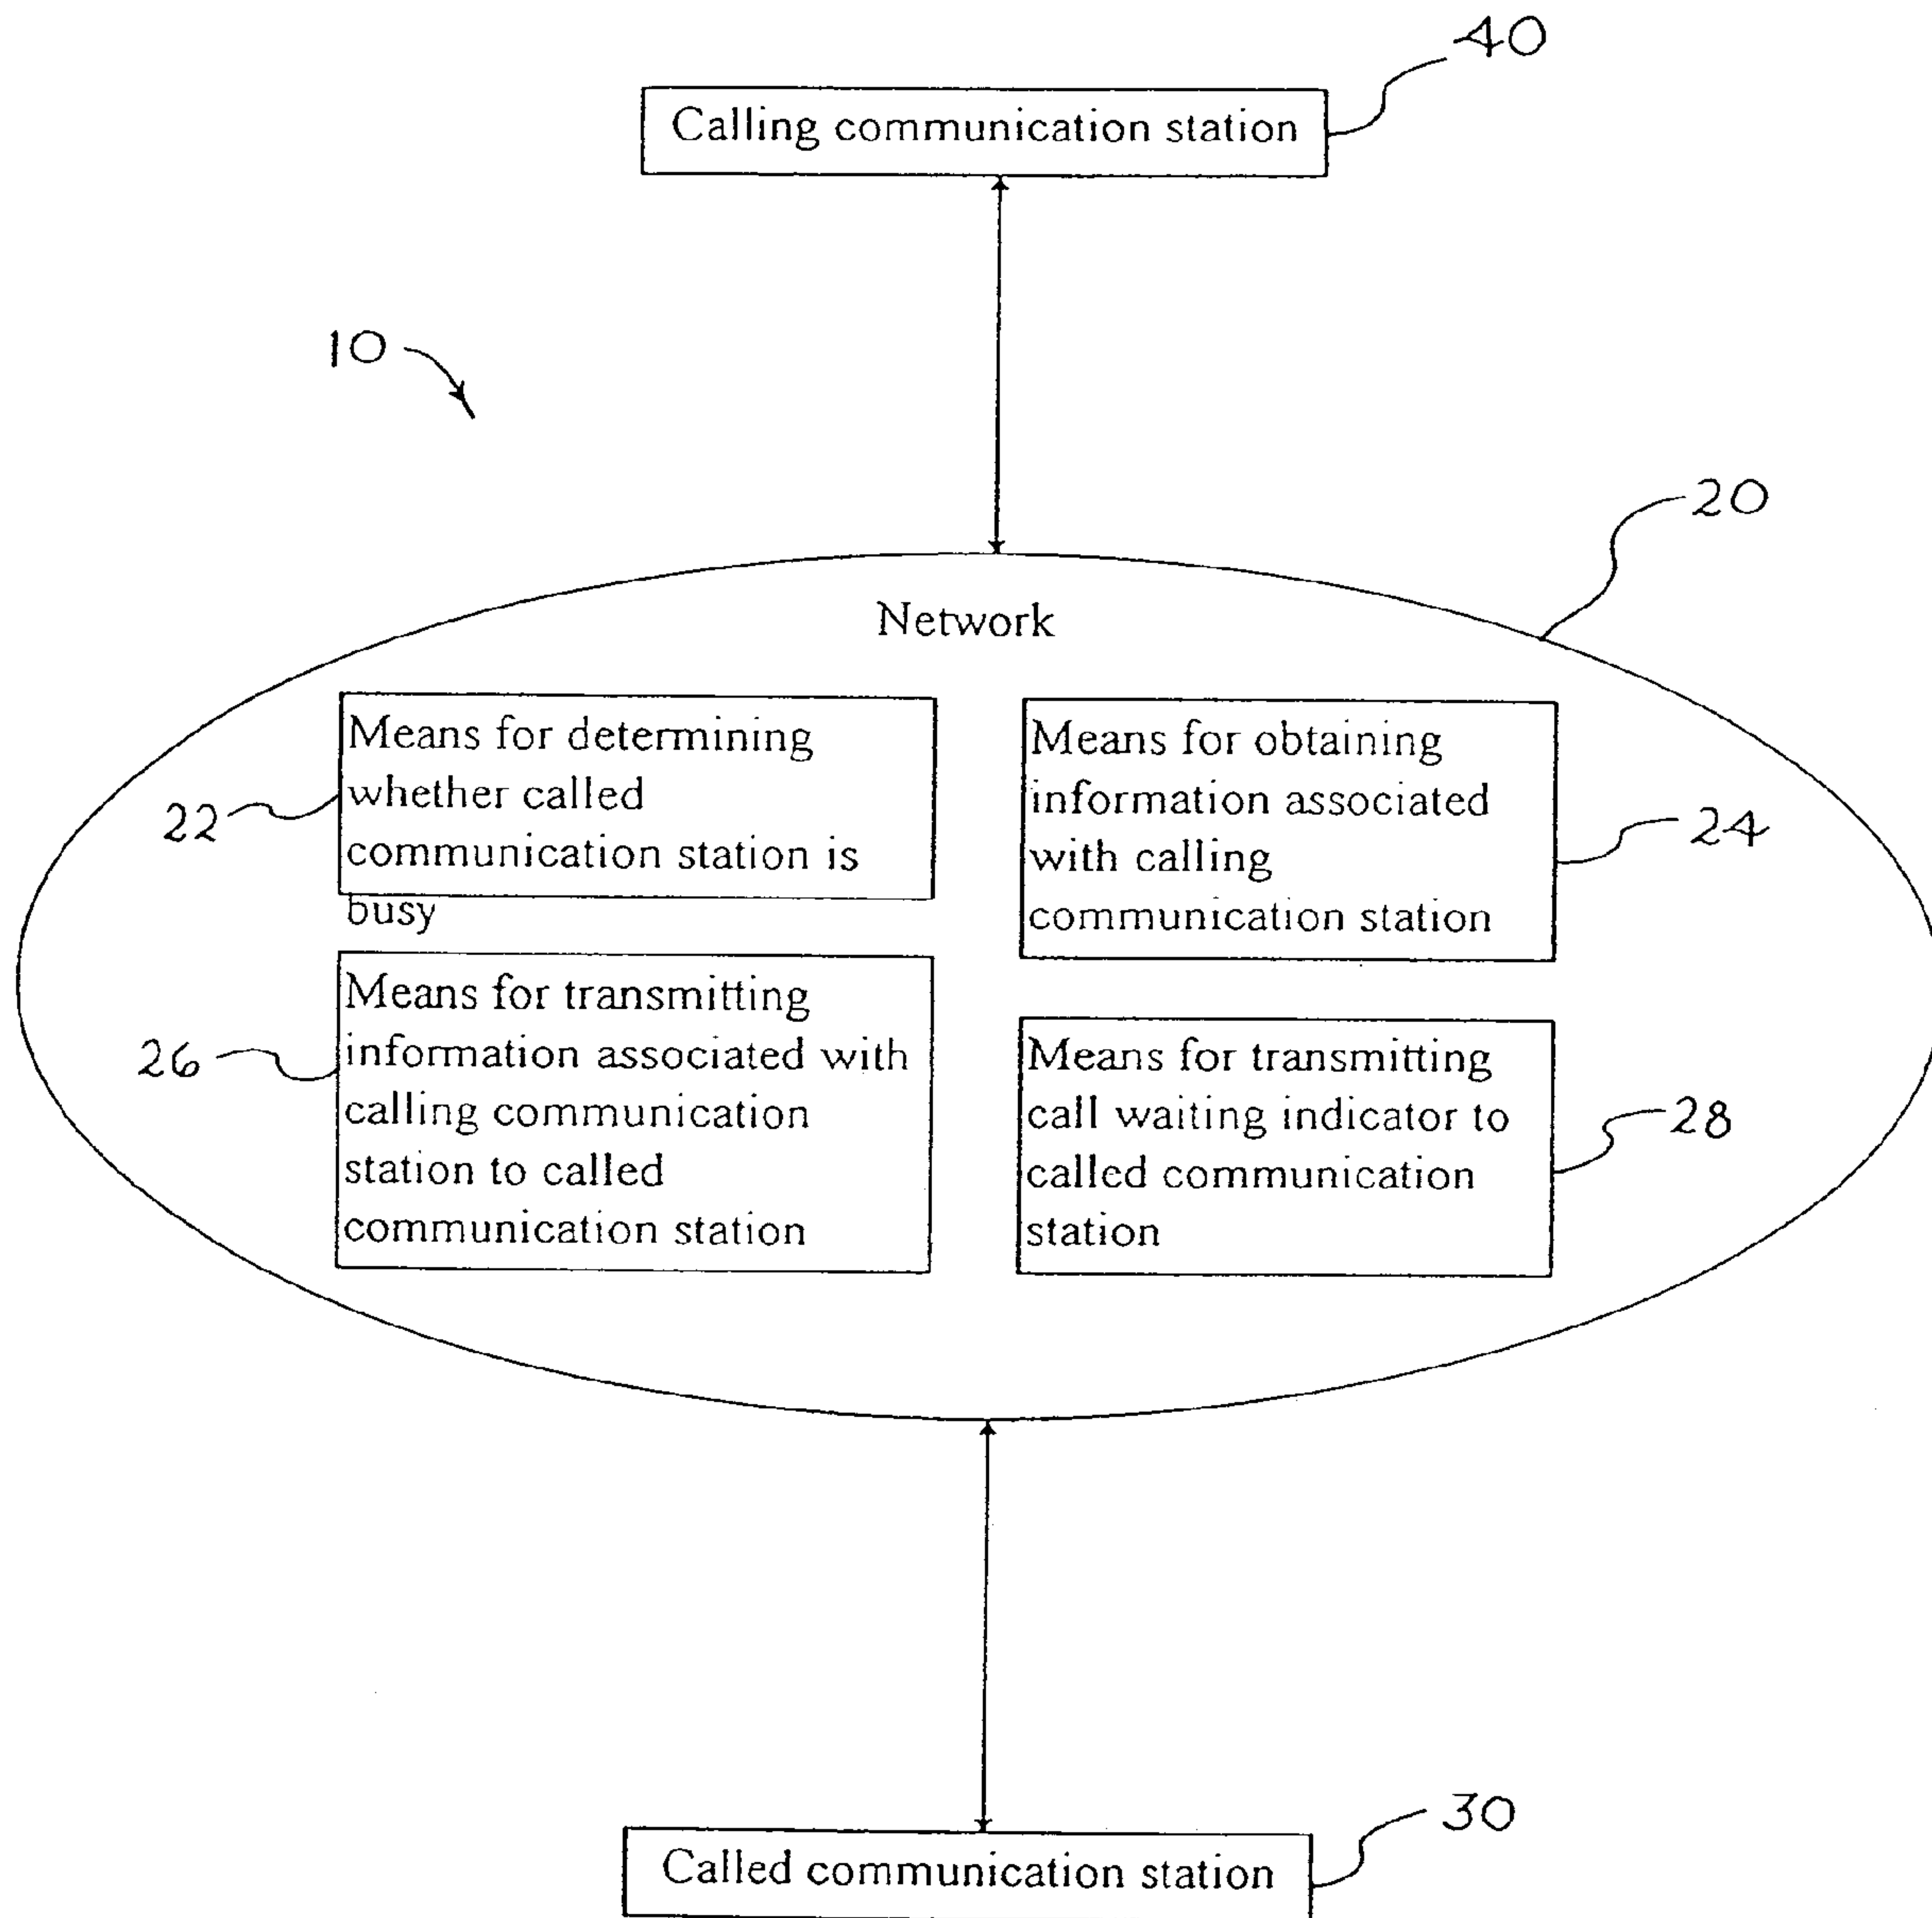 40
Calling communication station
10
20
Network
Means for determining
whether called
communication station is
busy
22
Means for obtaining
information associated
with calling
communication station
24
Means for transmitting
information associated with
calling communication
station to called
communication station
26
Means for transmitting
call waiting indicator to
called communication
station
28
30
Called communication station